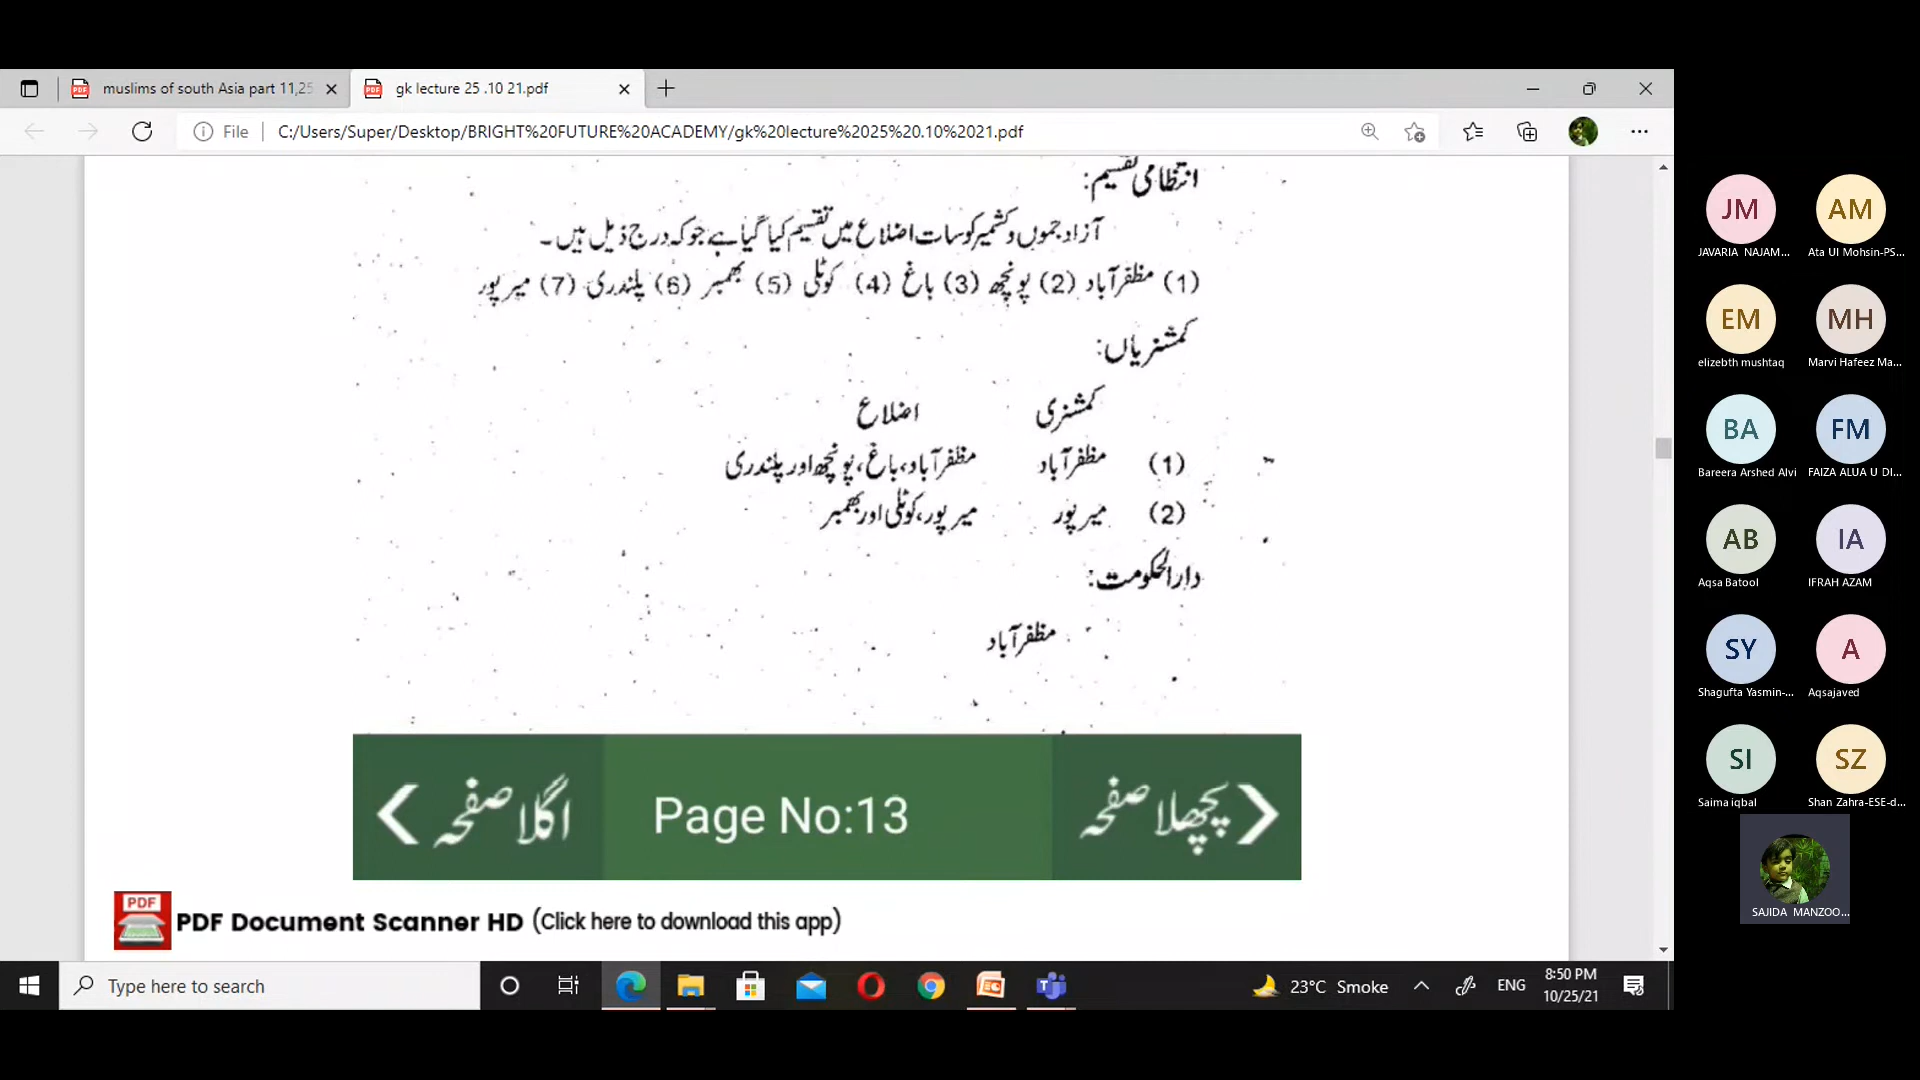 muslims of south Asia part 11,25
gk lecture 25 .10 21.pdf
File
C:/Users/Super/Desktop/BRIGHT%20FUTURE%20ACADEMY/gk%20lecture%2025%20.10%2021.pdf
انتظامی تقسیم:
آزاد جموں و کشمیر کو سات اضلاع میں تقسیم کیا گیا ہے جو کہ درج ذیل ہیں۔
(1) مظفرآباد (2) پونچھ (3) باغ (4) کوٹلی (5) بھمبر (6) پلندری (7) میرپور
کمشنریاں:
کمشنری اضلاع
(1) مظفرآباد مظفرآباد، باغ، پونچھ اور پلندری
(2) میرپور میرپور، کوٹلی اور بھمبر
دارالحکومت:
مظفرآباد
پچھلا صفحہ
Page No:13
اگلا صفحہ
PDF
PDF Document Scanner HD (Click here to download this app)
JM
JAVARIA NAJAM...
AM
Ata Ul Mohsin-PS...
EM
elizebth mushtaq
MH
Marvi Hafeez Ma...
BA
Bareera Arshed Alvi
FM
FAIZA ALUA U DI...
AB
Aqsa Batool
IA
IFRAH AZAM
SY
Shagufta Yasmin-...
A
Aqsajaved
SI
Saima iqbal
SZ
Shan Zahra-ESE-d...
SAJIDA MANZOO...
Type here to search
23°C Smoke
ENG
8:50 PM
10/25/21